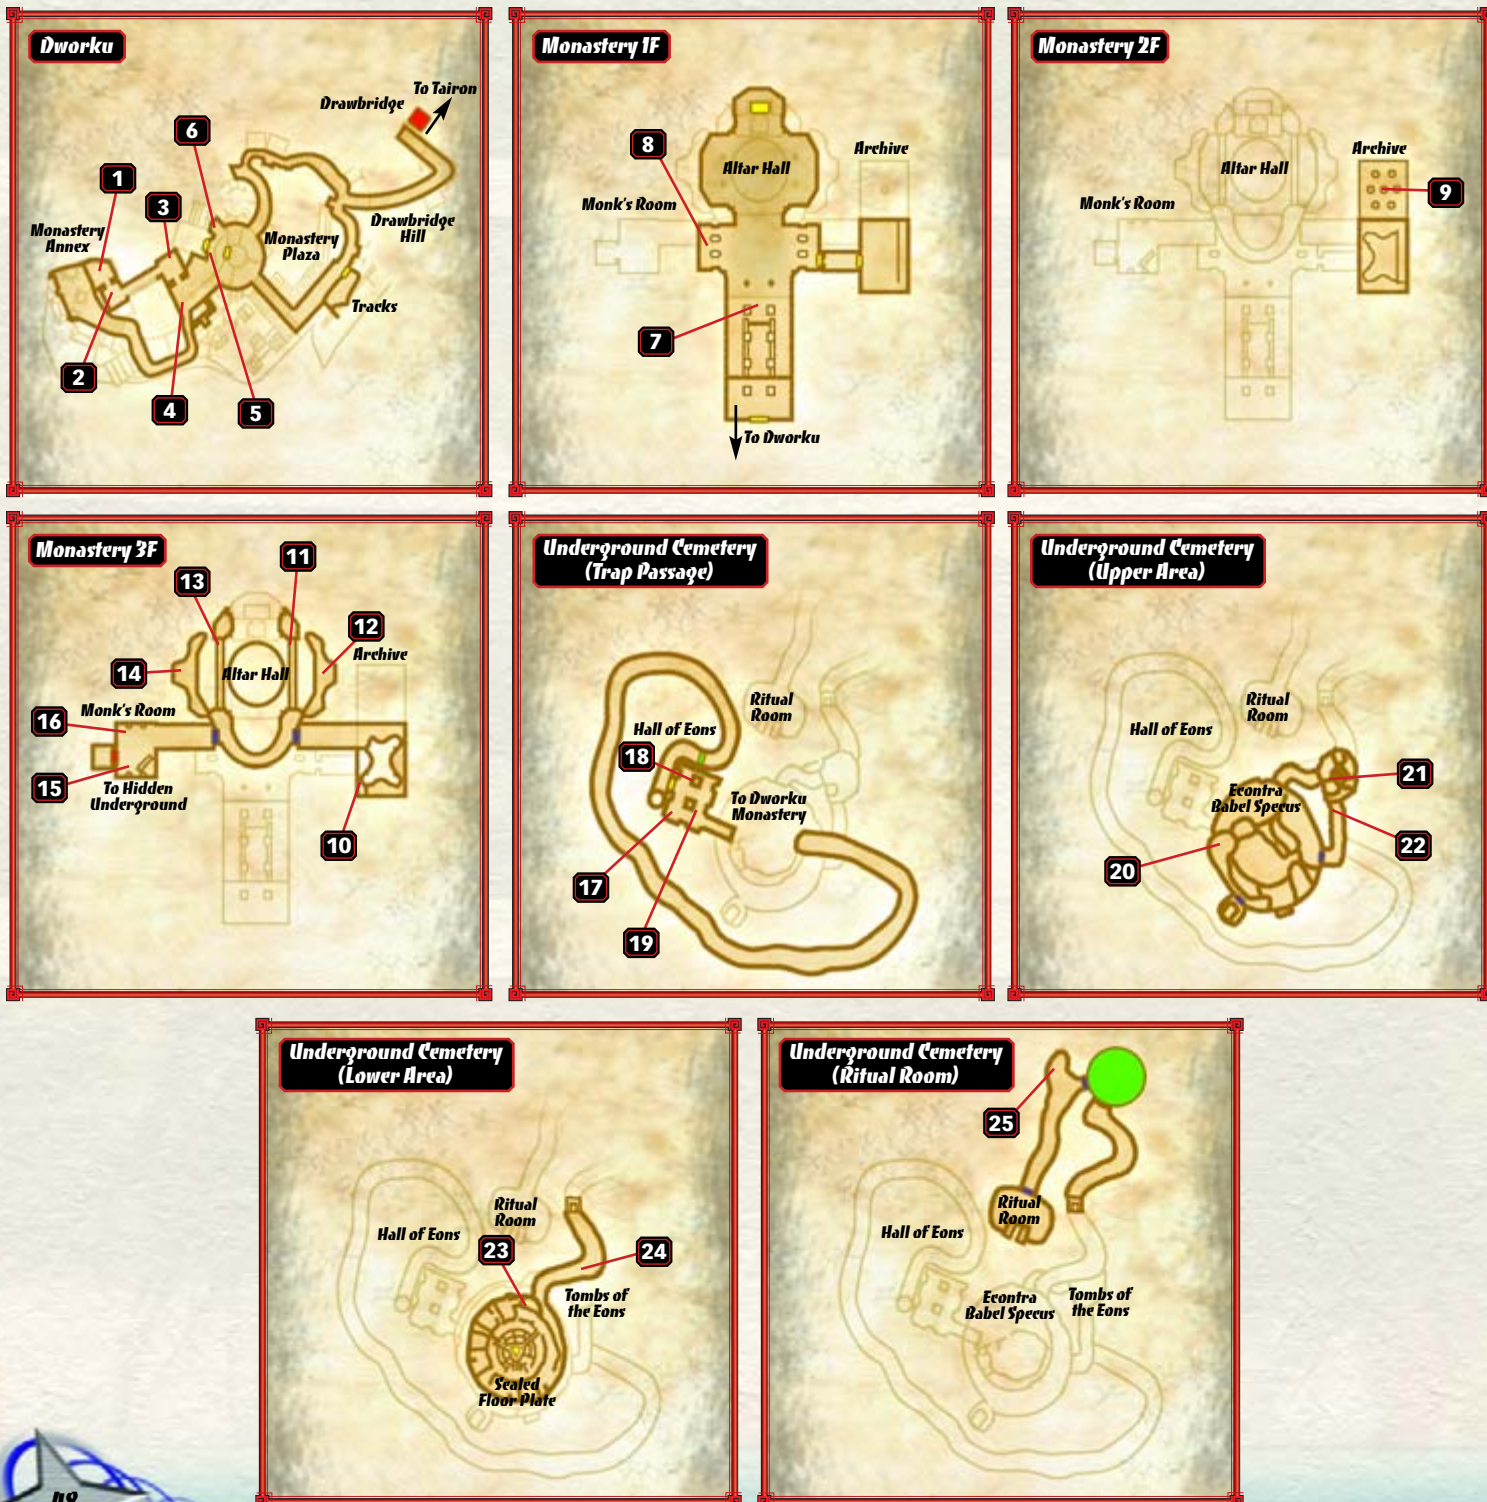 Dworku
To Tairon
Drawbridge
6
1
3
Monastery
Annex
Monastery
Plaza
Drawbridge
Hill
Tracks
2
4
5
Monastery 1F
8
Altar Hall
Archive
Monk's Room
7
To Dworku
Monastery 2F
Altar Hall
Archive
Monk's Room
9
Monastery 3F
11
13
12
Archive
14
Altar Hall
16
Monk's Room
15
To Hidden
Underground
10
Underground Cemetery
(Trap Passage)
Ritual
Room
Hall of Eons
18
To Dworku
Monastery
17
19
Underground Cemetery
(Upper Area)
Ritual
Room
Hall of Eons
21
Econtra
Babel Specus
22
20
Underground Cemetery
(Lower Area)
Ritual
Room
Hall of Eons
23
24
Tombs of
the Eons
Sealed
Floor Plate
Underground Cemetery
(Ritual Room)
25
Ritual
Room
Hall of Eons
Econtra
Babel Specus
Tombs of
the Eons